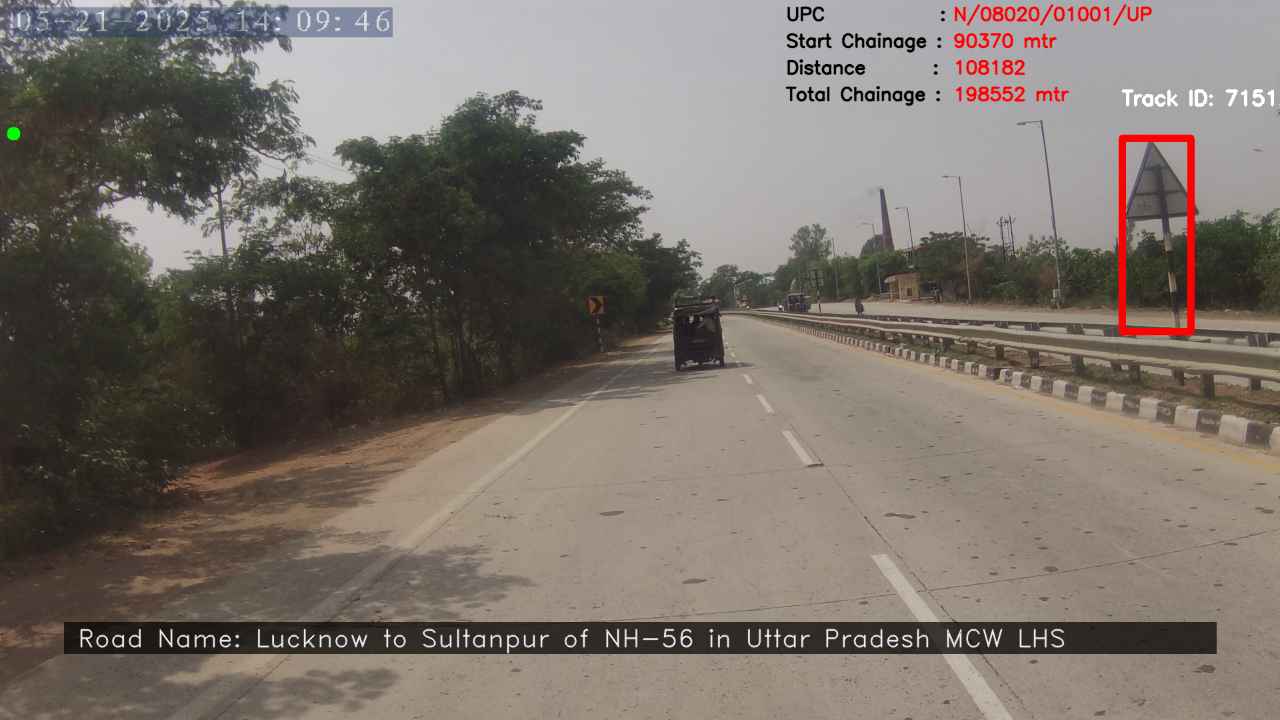 05-21-2025 14:09:46
UPC : N/08020/01001/UP
Start Chainage : 90370 mtr
Distance : 108182
Total Chainage : 198552 mtr
Track ID: 7151
Road Name: Lucknow to Sultanpur of NH-56 in Uttar Pradesh MCW LHS